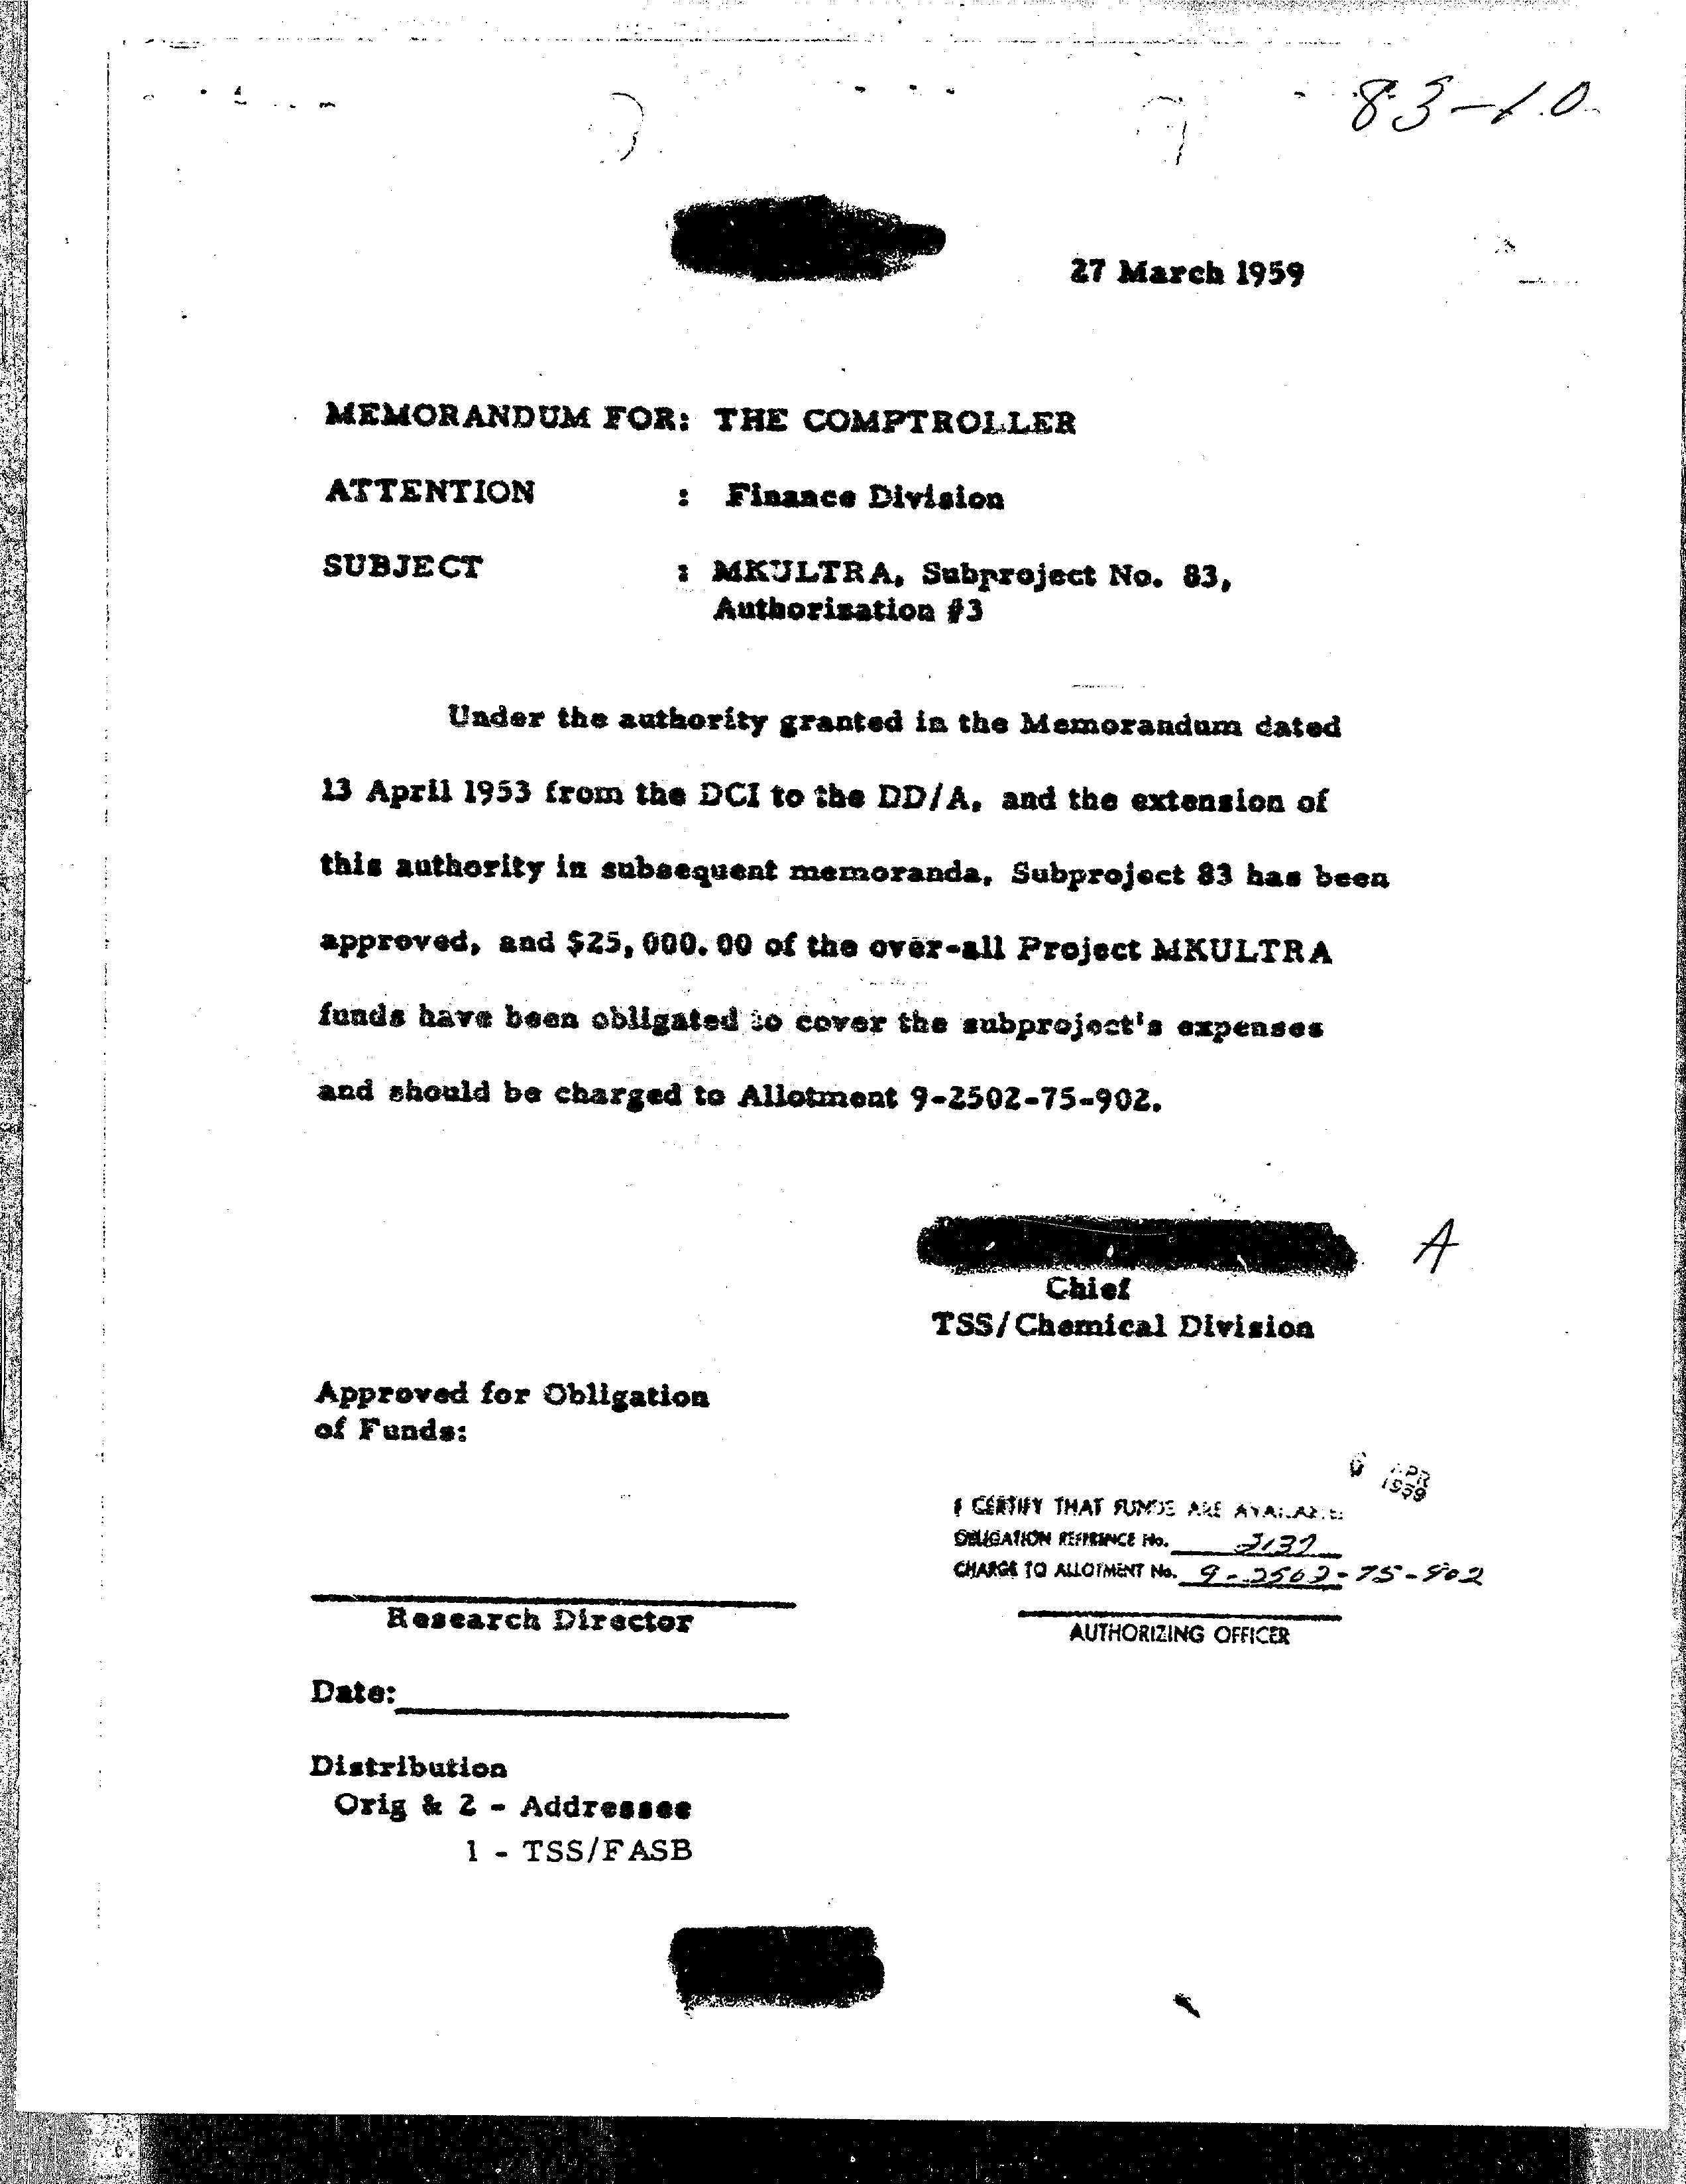 83-10
27 March 1959
MEMORANDUM FOR: THE COMPTROLLER
ATTENTION : Finance Division
SUBJECT : MKULTRA, Subproject No. 83,
Authorization #3
Under the authority granted in the Memorandum dated
13 April 1953 from the DCI to the DD/A, and the extension of
this authority in subsequent memoranda, Subproject 83 has been
approved, and $25,000.00 of the over-all Project MKULTRA
funds have been obligated to cover the subproject's expenses
and should be charged to Allotment 9-2502-75-902.
A
Chief
TSS/Chemical Division
Approved for Obligation
of Funds:
6 APR 1959
I CERTIFY THAT FUNDS ARE AVAILABLE
OBLIGATION REFERENCE No. 2137
CHARGE TO ALLOTMENT No. 9-2502-75-902
Research Director
AUTHORIZING OFFICER
Date:
Distribution
Orig & 2 - Addressee
1 - TSS/FASB